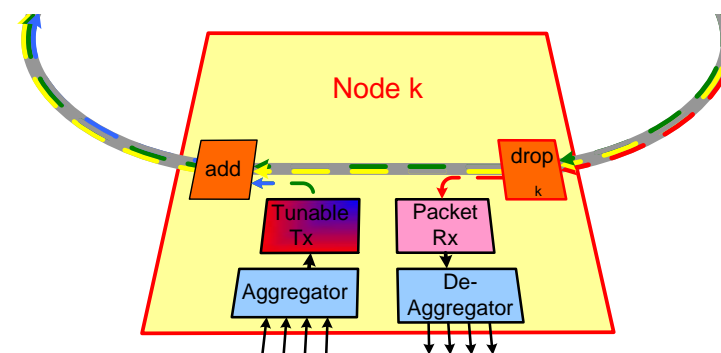 Node k
add
drop
k
Tunable
Tx
Packet
Rx
Aggregator
De-
Aggregator